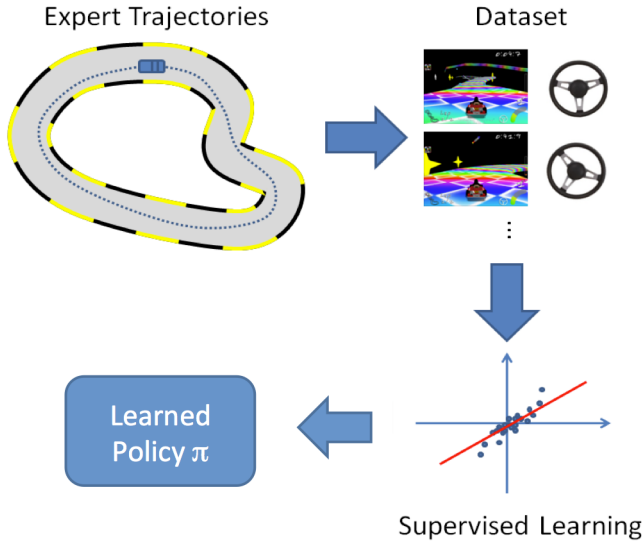 Expert Trajectories
Dataset
Learned
Policy π
Supervised Learning